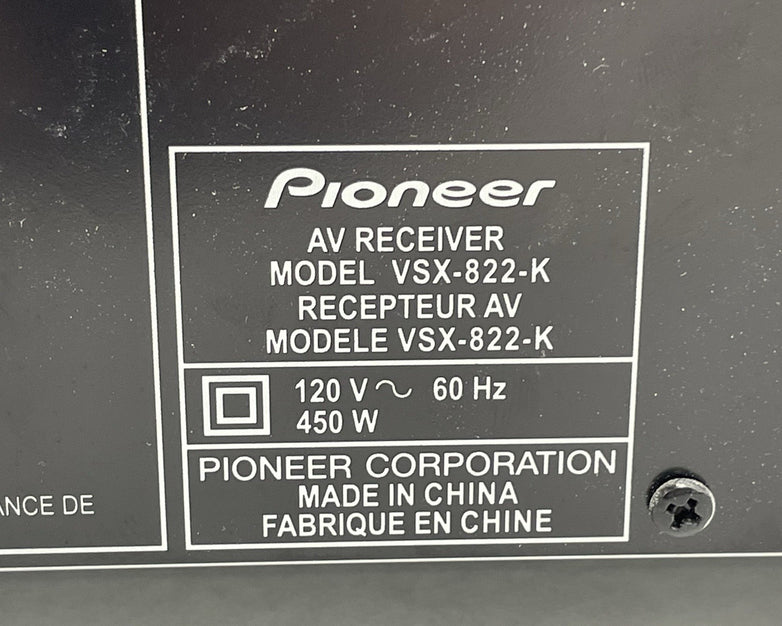 Pioneer
AV RECEIVER
MODEL VSX-822-K
RECEPTEUR AV
MODELE VSX-822-K
120 V ~ 60 Hz
450 W
PIONEER CORPORATION
MADE IN CHINA
FABRIQUE EN CHINE
ANCE DE